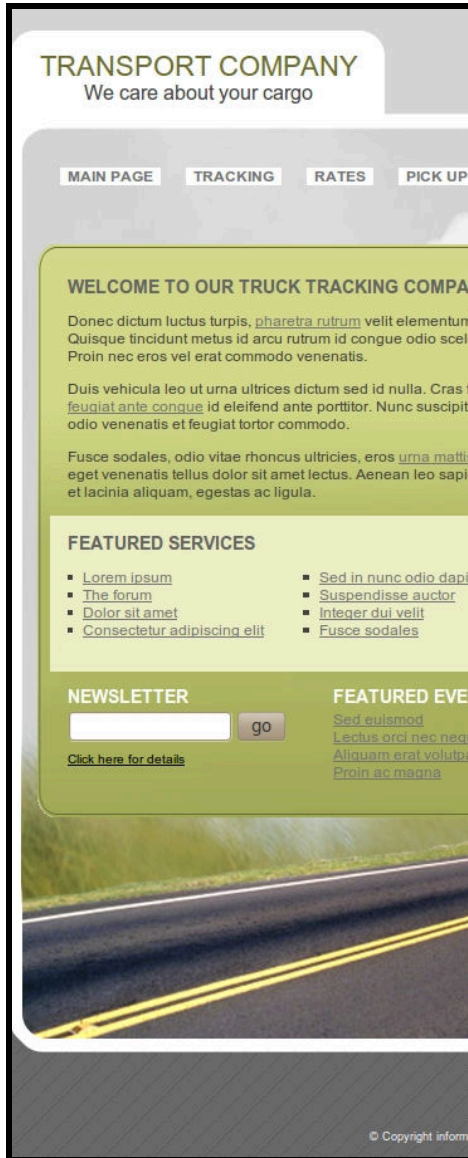 TRANSPORT COMPANY
We care about your cargo
MAIN PAGE TRACKING RATES PICK UP
WELCOME TO OUR TRUCK TRACKING COMPA
Donec dictum luctus turpis, pharetra rutrum velit elementum
Quisque tincidunt metus id arcu rutrum id congue odio scel
Proin nec eros vel erat commodo venenatis.
Duis vehicula leo ut urna ultrices dictum sed id nulla. Cras
feugiat ante congue id eleifend ante porttitor. Nunc suscipit
odio venenatis et feugiat tortor commodo.
Fusce sodales, odio vitae rhoncus ultricies, eros urna mattis
eget venenatis tellus dolor sit amet lectus. Aenean leo sapi
et lacinia aliquam, egestas ac ligula.
FEATURED SERVICES
Lorem ipsum
The forum
Dolor sit amet
Consectetur adipiscing elit
Sed in nunc odio dapi
Suspendisse auctor
Integer dui velit
Fusce sodales
NEWSLETTER
go
Click here for details
FEATURED EVE
Sed euismod
Lectus orci nec nequ
Aliquam erat volutpa
Proin ac magna
© Copyright inform